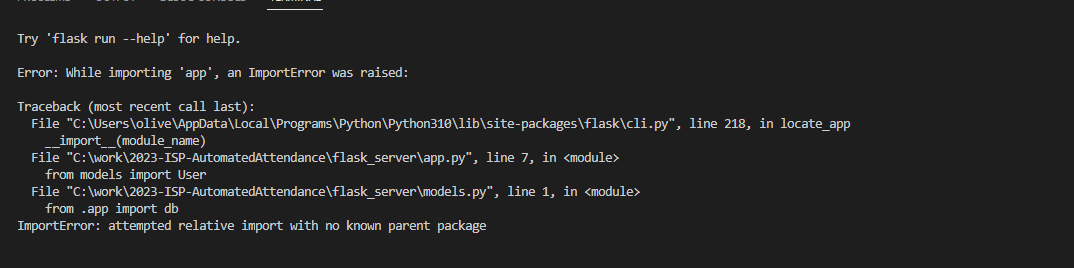 Try 'flask run --help' for help.
Error: While importing 'app', an ImportError was raised:
Traceback (most recent call last):
File "C:\Users\olive\AppData\Local\Programs\Python\Python310\lib\site-packages\flask\cli.py", line 218, in locate_app
__import__(module_name)
File "C:\work\2023-ISP-AutomatedAttendance\flask_server\app.py", line 7, in <module>
from models import User
File "C:\work\2023-ISP-AutomatedAttendance\flask_server\models.py", line 1, in <module>
from .app import db
ImportError: attempted relative import with no known parent package